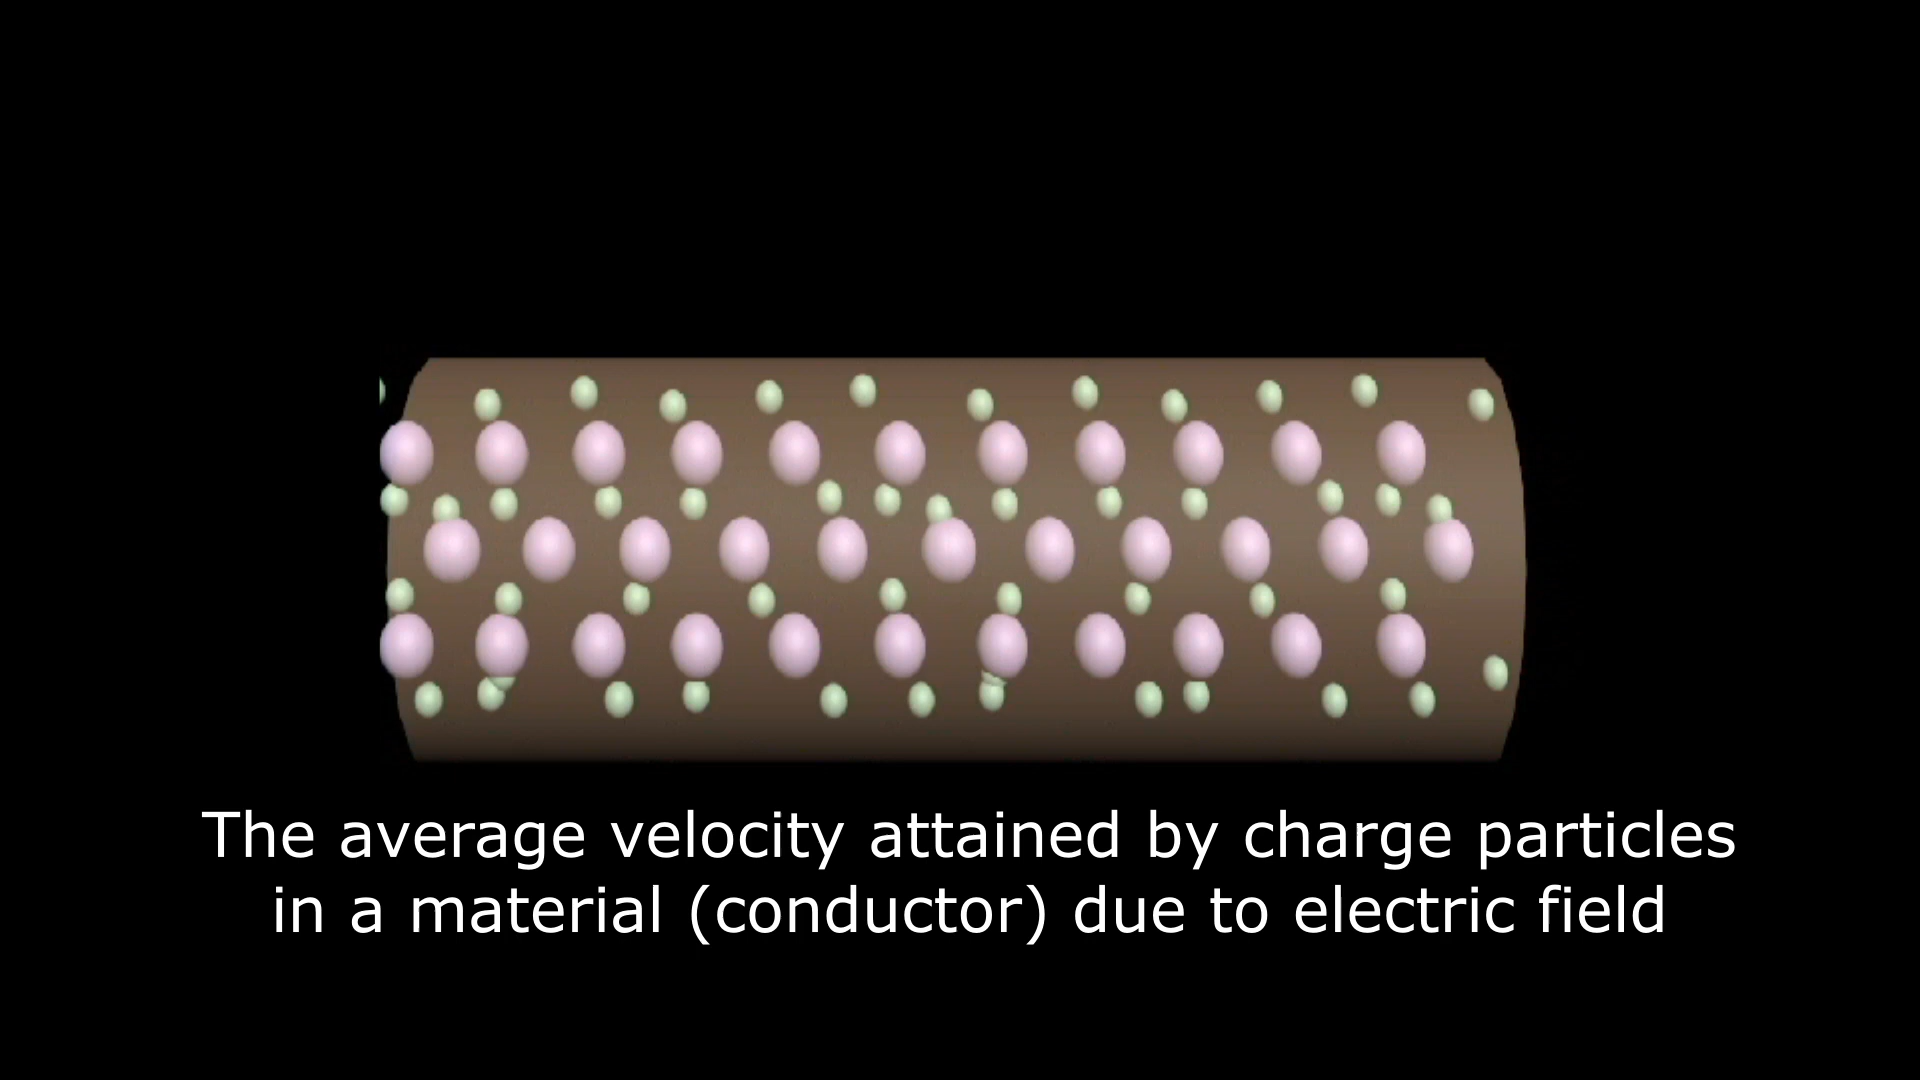 The average velocity attained by charge particles
in a material (conductor) due to electric field